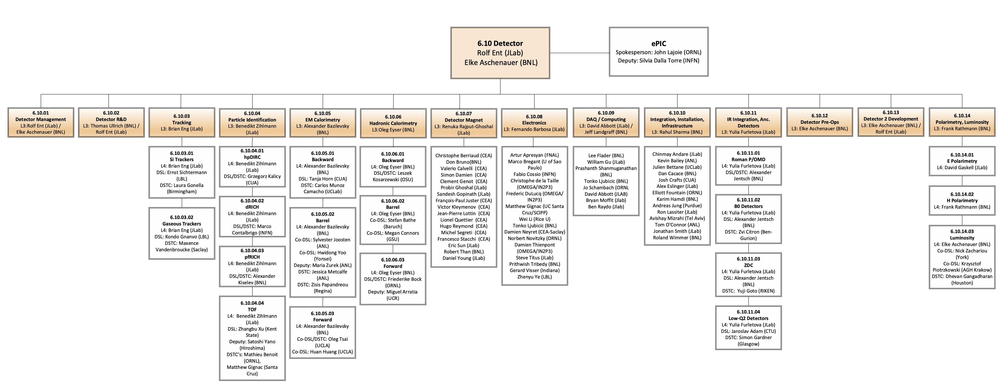 6.10 Detector
Rolf Ent (JLab)
Elke Aschenauer (BNL)
ePIC
Spokesperson: John Lajoie (ORNL)
Deputy: Silvia Dalla Torre (INFN)
6.10.01
Detector Management
L3:Rolf Ent (JLab) /
Elke Aschenauer (BNL)
6.10.02
Detector R&D
L3: Thomas Ullrich (BNL) /
Rolf Ent (JLab)
6.10.03
Tracking
L3: Brian Eng (JLab)
6.10.03.01
Si Trackers
L4: Brian Eng (JLab)
DSL: Ernst Sichtermann
(LBL)
DSTC: Laura Gonella
(Birmingham)
6.10.03.02
Gaseous Trackers
L4: Brian Eng (JLab)
DSL: Kondo Gnanvo (LBL)
DSTC: Maxence
Vandenbroucke (Saclay)
6.10.04
Particle Identification
L3: Benedikt Zihlmann
(JLab)
6.10.04.01
hpDIRC
L4: Benedikt Zihlmann
(JLab)
DSL/DSTC: Grzegorz Kalicy
(CUA)
6.10.04.02
dRICH
L4: Benedikt Zihlmann
(JLab)
DSL/DSTC: Marco
Contalbrigo (INFN)
6.10.04.03
pfRICH
L4: Benedikt Zihlmann
(JLab)
DSL/DSTC: Alexander
Kiselev (BNL)
6.10.04.04
TOF
L4:  Benedikt Zihlmann
(JLab)
DSL: Zhangbu Xu (Kent
State)
Deputy: Satoshi Yano
(Hiroshima)
DSTC’s: Mathieu Benoit
(ORNL),
Matthew Gignac (Santa
Cruz)
6.10.05
EM Calorimetry
L3: Alexander Bazilevsky
(BNL)
6.10.05.01
Backward
L4: Alexander Bazilevsky
(BNL)
DSL: Tanja Horn (CUA)
DSTC: Carlos Munoz
Camacho (IJCLab)
6.10.05.02
Barrel
L4: Alexander Bazilevsky
(BNL)
Co-DSL: Sylvester Joosten
(ANL)
Co-DSL: Hwidong Yoo
(Yonsei)
Deputy: Maria Zurek (ANL)
DSTC: Jessica Metcalfe
(ANL)
DSTC: Zisis Papandreou
(Regina)
6.10.05.03
Forward
L4: Alexander Bazilevsky
(BNL)
Co-DSL/DSTC: Oleg Tsai
(UCLA)
Co-DSL: Huan Huang (UCLA)
6.10.06
Hadronic Calorimetry
L3:Oleg Eyser (BNL)
6.10.06.01
Backward
L4: Oleg Eyser (BNL)
DSL/DSTC: Leszek
Kosarzewski (OSU)
6.10.06.02
Barrel
L4: Oleg Eyser (BNL)
Co-DSL: Stefan Bathe
(Baruch)
Co-DSL: Megan Connors
(GSU)
6.10.06.03
Forward
L4: Oleg Eyser (BNL)
DSL/DSTC: Friederike Bock
(ORNL)
Deputy: Miguel Arratia
(UCR)
6.10.07
Detector Magnet
L3: Renuka Rajput-Ghoshal
(JLab)
Christophe Berriaud (CEA)
Don Bruno(BNL)
Valerio Calvelli  (CEA)
Simon Damien  (CEA)
Clement Genot  (CEA)
Probir Ghoshal (JLab)
Sandesh Gopinath (JLab)
François-Paul Juster (CEA)
Victor Kleymenov  (CEA)
Jean-Pierre Lottin  (CEA)
Lionel Quettier  (CEA)
Hugo Reymond  (CEA)
Michel Segreti  (CEA)
Francesco Stacchi  (CEA)
Eric Sun (JLab)
Robert Than (BNL)
Daniel Young (JLab)
6.10.08
Electronics
L3: Fernando Barbosa (JLab)
Artur Apresyan (FNAL)
Marco Bregant (U of Sao
Paulo)
Fabio Cossio (INFN)
Christophe de la Taille
(OMEGA/IN2P3)
Frederic DuLucq (OMEGA/
IN2P3)
Matthew Gignac (UC Santa
Cruz/SCIPP)
Wei Li (Rice U)
Tonko Ljubicic (BNL)
Damien Neyret (CEA-Saclay)
Norbert Novitzky (ORNL)
Damien Thienpont
(OMEGA/IN2P3)
Steve Titus (JLab)
Prithwish Tribedy (BNL)
Gerard Visser (Indiana)
Zhenyu Ye (LBL)
6.10.09
DAQ / Computing
L3: David Abbott (JLab) /
Jeff Landgraff (BNL)
Lee Flader (BNL)
William Gu (JLab)
Prashanth Shanmuganathan
(BNL)
Tonko Ljubicic (BNL)
Jo Schambach (ORNL
David Abbott (JLAB)
Bryan Moffit (Jlab)
Ben Raydo (Jlab)
6.10.10
Integration, Installation,
Infrastructure
L3: Rahul Sharma (BNL)
Chinmay Andare (JLab)
Kevin Bailey (ANL)
Julien Bettane (IJCLab)
Dan Cacace (BNL)
Josh Crafts (CUA)
Alex Eslinger (JLab)
Elliott Fountain (ORNL)
Karim Hamdi (BNL)
Andreas Jung (Purdue)
Ron Lassiter (JLab)
Avishay Mizrahi (Tel Aviv)
Tom O'Connor (ANL)
Jonathan Smith (JLab)
Roland Wimmer (BNL)
6.10.11
IR Integration, Anc.
Detectors
L3: Yulia Furletova (JLab)
6.10.11.01
Roman P/OMD
L4: Yulia Furletova (JLab)
DSL/DSTC: Alexander
Jentsch (BNL)
6.10.11.02
B0 Detectors
L4: Yulia Furletova (JLab)
DSL: Alexander Jentsch
(BNL)
DSTC: Zvi Citron (Ben-
Gurion)
6.10.11.03
ZDC
L4: Yulia Furletova (JLab)
DSL: Alexander Jentsch
(BNL)
DSTC:  Yuji Goto (RIKEN)
6.10.11.04
Low-Q2 Detectors
L4: Yulia Furletova (JLab)
DSL: Jaroslav Adam (CTU)
DSTC: Simon Gardner
(Glasgow)
6.10.12
Detector Pre-Ops
L3: Elke Aschenauer (BNL)
6.10.13
Detector 2 Development
L3: Elke Aschenauer (BNL) /
Rolf Ent (JLab)
6.10.14
Polarimetry, Luminosity
L3: Frank Rathmann (BNL)
6.10.14.01
E Polarimetry
L4: David Gaskell (JLab)
6.10.14.02
H Polarimetry
L4: Frank Rathmann (BNL)
6.10.14.03
Luminosity
L4: Elke Aschenauer (BNL)
Co-DSL: Nick Zachariou
(York)
Co-DSL: Krzysztof
Piotrzkowski (AGH Krakow)
DSTC: Dhevan Gangadharan
(Houston)